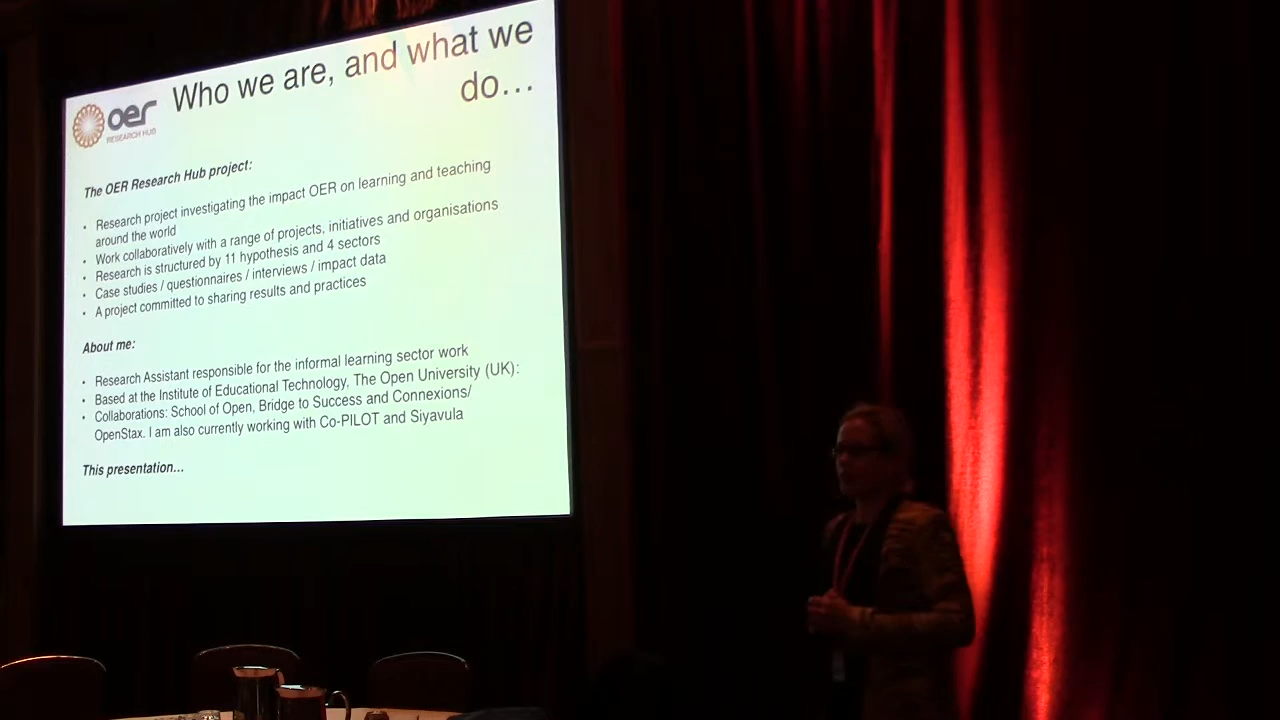 Who we are, and what we
do...
oer
RESEARCH HUB
The OER Research Hub project:
• Research project investigating the impact OER on learning and teaching
around the world
• Work collaboratively with a range of projects, initiatives and organisations
• Research is structured by 11 hypothesis and 4 sectors
• Case studies / questionnaires / interviews / impact data
• A project committed to sharing results and practices
About me:
• Research Assistant responsible for the informal learning sector work
• Based at the Institute of Educational Technology, The Open University (UK):
• Collaborations: School of Open, Bridge to Success and Connexions/
OpenStax. I am also currently working with Co-PILOT and Siyavula
This presentation...